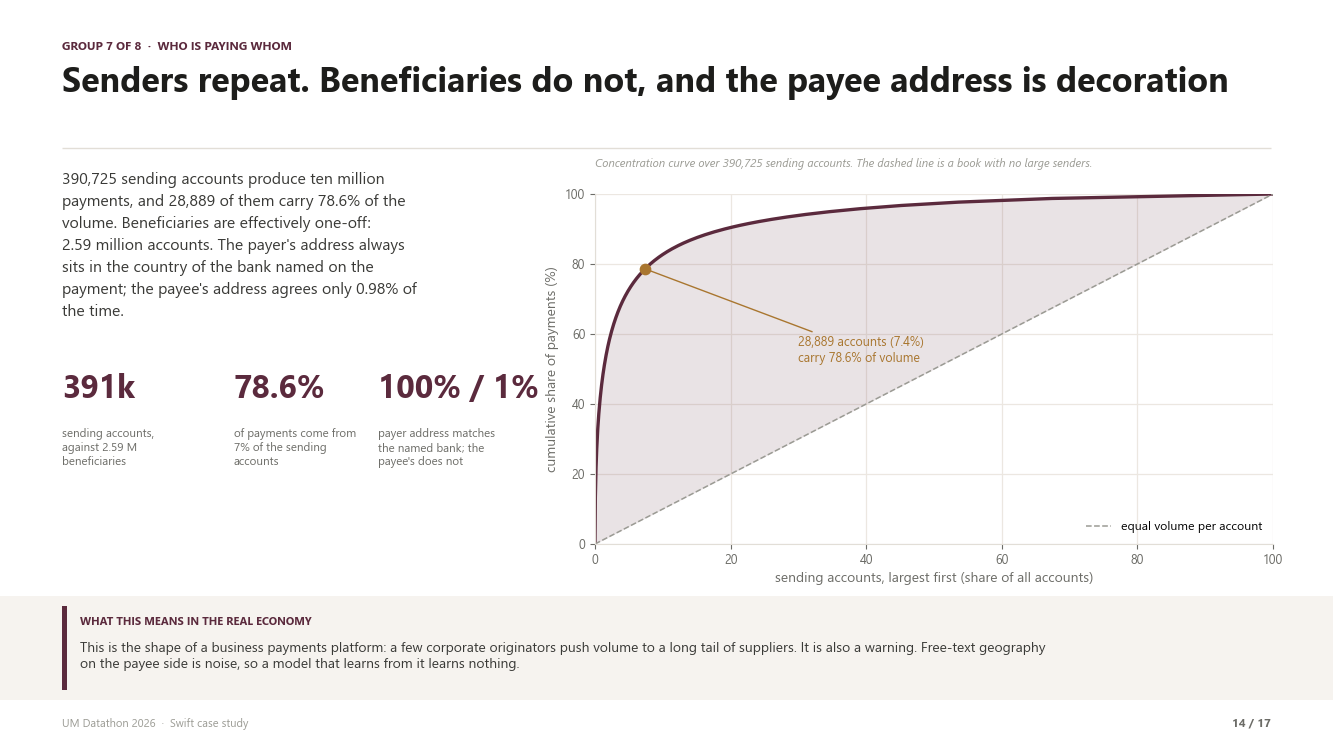 GROUP 7 OF 8 · WHO IS PAYING WHOM
Senders repeat. Beneficiaries do not, and the payee address is decoration
390,725 sending accounts produce ten million
payments, and 28,889 of them carry 78.6% of the
volume. Beneficiaries are effectively one-off:
2.59 million accounts. The payer's address always
sits in the country of the bank named on the
payment; the payee's address agrees only 0.98% of
the time.
391k
sending accounts,
against 2.59 M
beneficiaries
78.6%
of payments come from
7% of the sending
accounts
100% / 1%
payer address matches
the named bank; the
payee's does not
Concentration curve over 390,725 sending accounts. The dashed line is a book with no large senders.
cumulative share of payments (%)
100
80
60
40
20
0
28,889 accounts (7.4%)
carry 78.6% of volume
equal volume per account
0 20 40 60 80 100
sending accounts, largest first (share of all accounts)
WHAT THIS MEANS IN THE REAL ECONOMY
This is the shape of a business payments platform: a few corporate originators push volume to a long tail of suppliers. It is also a warning. Free-text geography
on the payee side is noise, so a model that learns from it learns nothing.
UM Datathon 2026 · Swift case study
14 / 17